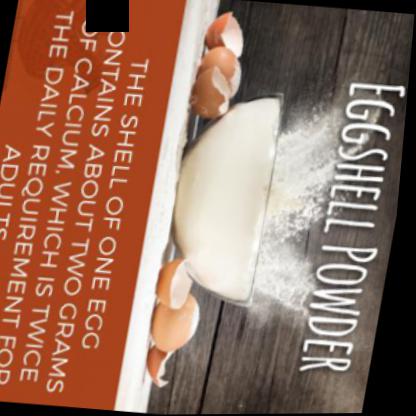 EGGSHELL POWDER
THE SHELL OF ONE EGG
CONTAINS ABOUT TWO GRAMS
OF CALCIUM, WHICH IS TWICE
THE DAILY REQUIREMENT FOR
ADULTS